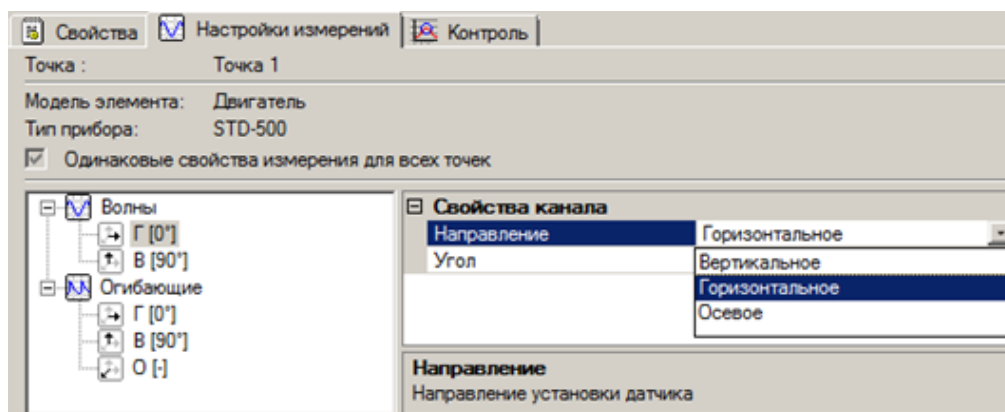 Свойства Настройки измерений Контроль
Точка : Точка 1
Модель элемента: Двигатель
Тип прибора: STD-500
Одинаковые свойства измерения для всех точек
Волны
Г [0°]
В [90°]
Огибающие
Г [0°]
В [90°]
О [-]
Свойства канала
Направление Горизонтальное
Угол
Вертикальное
Горизонтальное
Осевое
Направление
Направление установки датчика